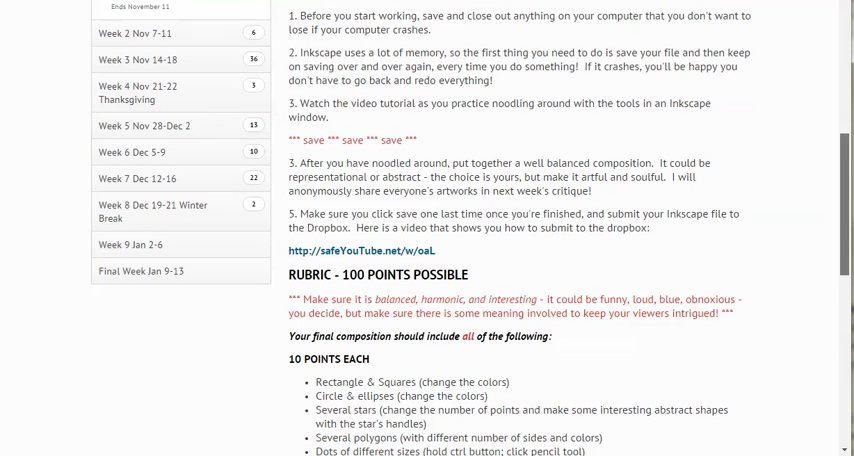 Ends November 11
Week 2 Nov 7-11
6
Week 3 Nov 14-18
36
Week 4 Nov 21-22
Thanksgiving
3
Week 5 Nov 28-Dec 2
13
Week 6 Dec 5-9
10
Week 7 Dec 12-16
22
Week 8 Dec 19-21 Winter
Break
2
Week 9 Jan 2-6
Final Week Jan 9-13
1. Before you start working, save and close out anything on your computer that you don't want to
lose if your computer crashes.
2. Inkscape uses a lot of memory, so the first thing you need to do is save your file and then keep
on saving over and over again, every time you do something! If it crashes, you'll be happy you
don't have to go back and redo everything!
3. Watch the video tutorial as you practice noodling around with the tools in an Inkscape
window.
*** save *** save *** save ***
3. After you have noodled around, put together a well balanced composition. It could be
representational or abstract - the choice is yours, but make it artful and soulful. I will
anonymously share everyone's artworks in next week's critique!
5. Make sure you click save one last time once you're finished, and submit your Inkscape file to
the Dropbox. Here is a video that shows you how to submit to the dropbox:
http://safeYouTube.net/w/oaL
RUBRIC - 100 POINTS POSSIBLE
*** Make sure it is balanced, harmonic, and interesting - it could be funny, loud, blue, obnoxious -
you decide, but make sure there is some meaning involved to keep your viewers intrigued! ***
Your final composition should include all of the following:
10 POINTS EACH
• Rectangle & Squares (change the colors)
• Circle & ellipses (change the colors)
• Several stars (change the number of points and make some interesting abstract shapes
with the star's handles)
• Several polygons (with different number of sides and colors)
• Dots of different sizes (hold ctrl button; click pencil tool)